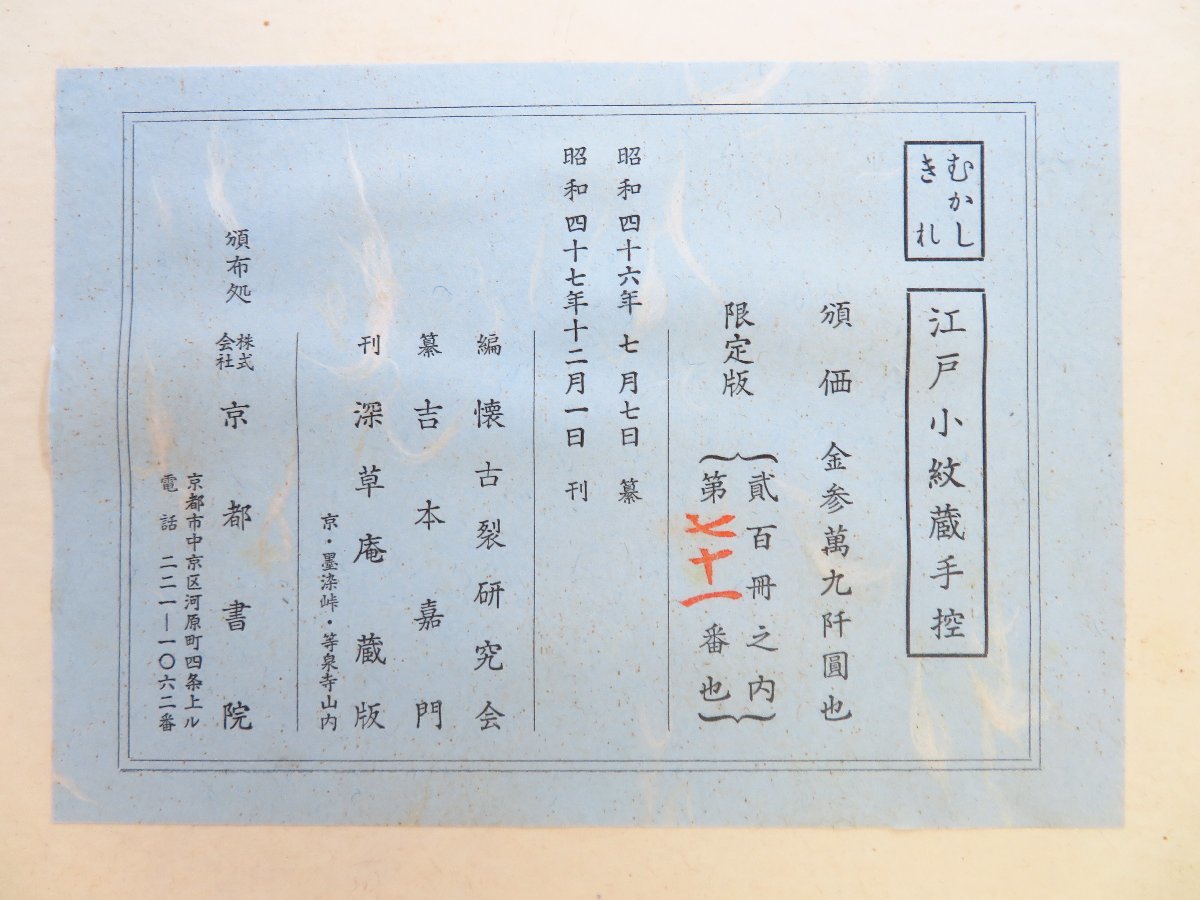 むかし
きれ
江戸小紋蔵手控
頒価 金参萬九阡圓也
限定版
貳百冊之内
第七十一番也
昭和四十六年七月七日 纂
昭和四十七年十二月一日 刊
編 懐古裂研究会
纂 吉本嘉門
刊 深草庵蔵版
京・墨染峠・等泉寺山内
頒布処 株式会社 京都書院
京都市中京区河原町四条上ル
電話 二二一―一〇六二番